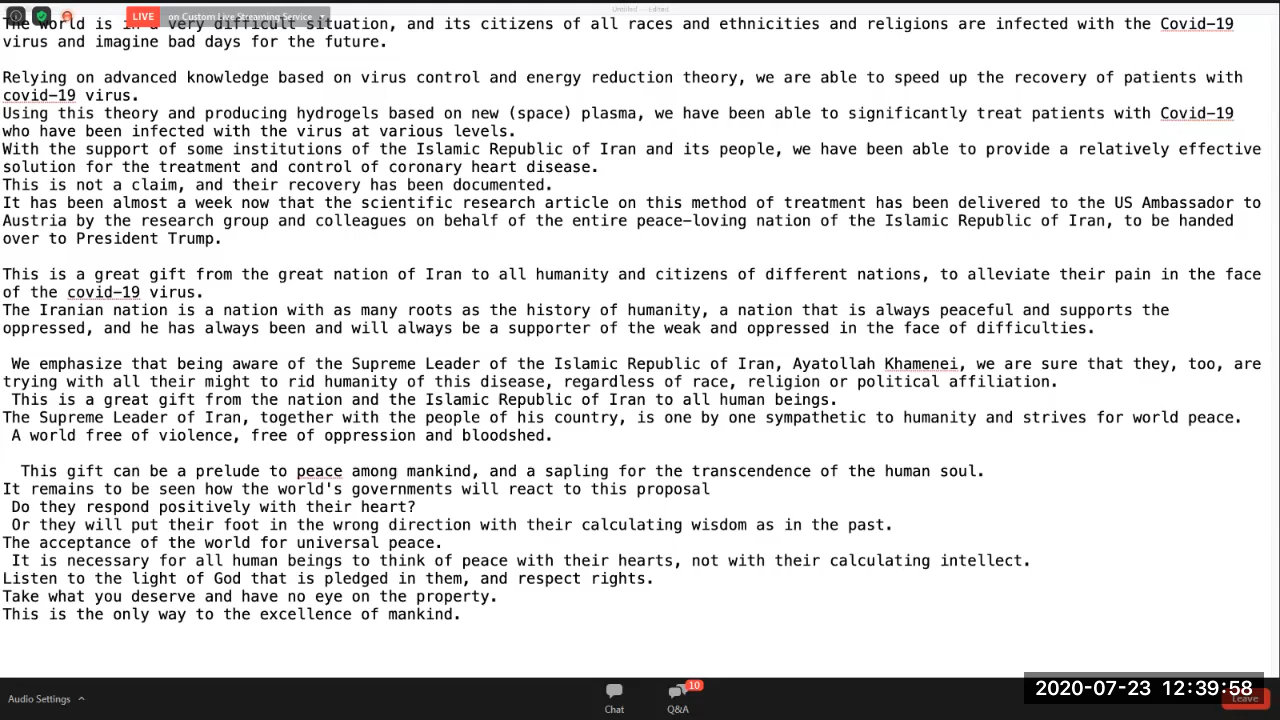 Untitled — Edited
LIVE on Custom Live Streaming Service
The world is in a very difficult situation, and its citizens of all races and ethnicities and religions are infected with the Covid-19
virus and imagine bad days for the future.
Relying on advanced knowledge based on virus control and energy reduction theory, we are able to speed up the recovery of patients with
covid-19 virus.
Using this theory and producing hydrogels based on new (space) plasma, we have been able to significantly treat patients with Covid-19
who have been infected with the virus at various levels.
With the support of some institutions of the Islamic Republic of Iran and its people, we have been able to provide a relatively effective
solution for the treatment and control of coronary heart disease.
This is not a claim, and their recovery has been documented.
It has been almost a week now that the scientific research article on this method of treatment has been delivered to the US Ambassador to
Austria by the research group and colleagues on behalf of the entire peace-loving nation of the Islamic Republic of Iran, to be handed
over to President Trump.
This is a great gift from the great nation of Iran to all humanity and citizens of different nations, to alleviate their pain in the face
of the covid-19 virus.
The Iranian nation is a nation with as many roots as the history of humanity, a nation that is always peaceful and supports the
oppressed, and he has always been and will always be a supporter of the weak and oppressed in the face of difficulties.
We emphasize that being aware of the Supreme Leader of the Islamic Republic of Iran, Ayatollah Khamenei, we are sure that they, too, are
trying with all their might to rid humanity of this disease, regardless of race, religion or political affiliation.
This is a great gift from the nation and the Islamic Republic of Iran to all human beings.
The Supreme Leader of Iran, together with the people of his country, is one by one sympathetic to humanity and strives for world peace.
A world free of violence, free of oppression and bloodshed.
This gift can be a prelude to peace among mankind, and a sapling for the transcendence of the human soul.
It remains to be seen how the world's governments will react to this proposal
Do they respond positively with their heart?
Or they will put their foot in the wrong direction with their calculating wisdom as in the past.
The acceptance of the world for universal peace.
It is necessary for all human beings to think of peace with their hearts, not with their calculating intellect.
Listen to the light of God that is pledged in them, and respect rights.
Take what you deserve and have no eye on the property.
This is the only way to the excellence of mankind.
Audio Settings
Chat
10
Q&A
2020-07-23 12:39:58
Leave